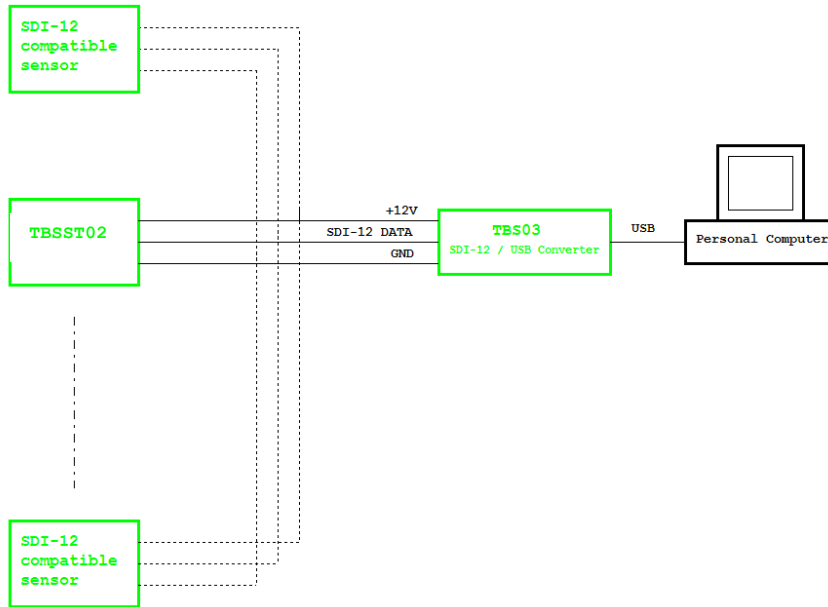 SDI-12
compatible
sensor
TBSST02
+12V
SDI-12 DATA
GND
TBS03
SDI-12 / USB Converter
USB
Personal Computer
SDI-12
compatible
sensor